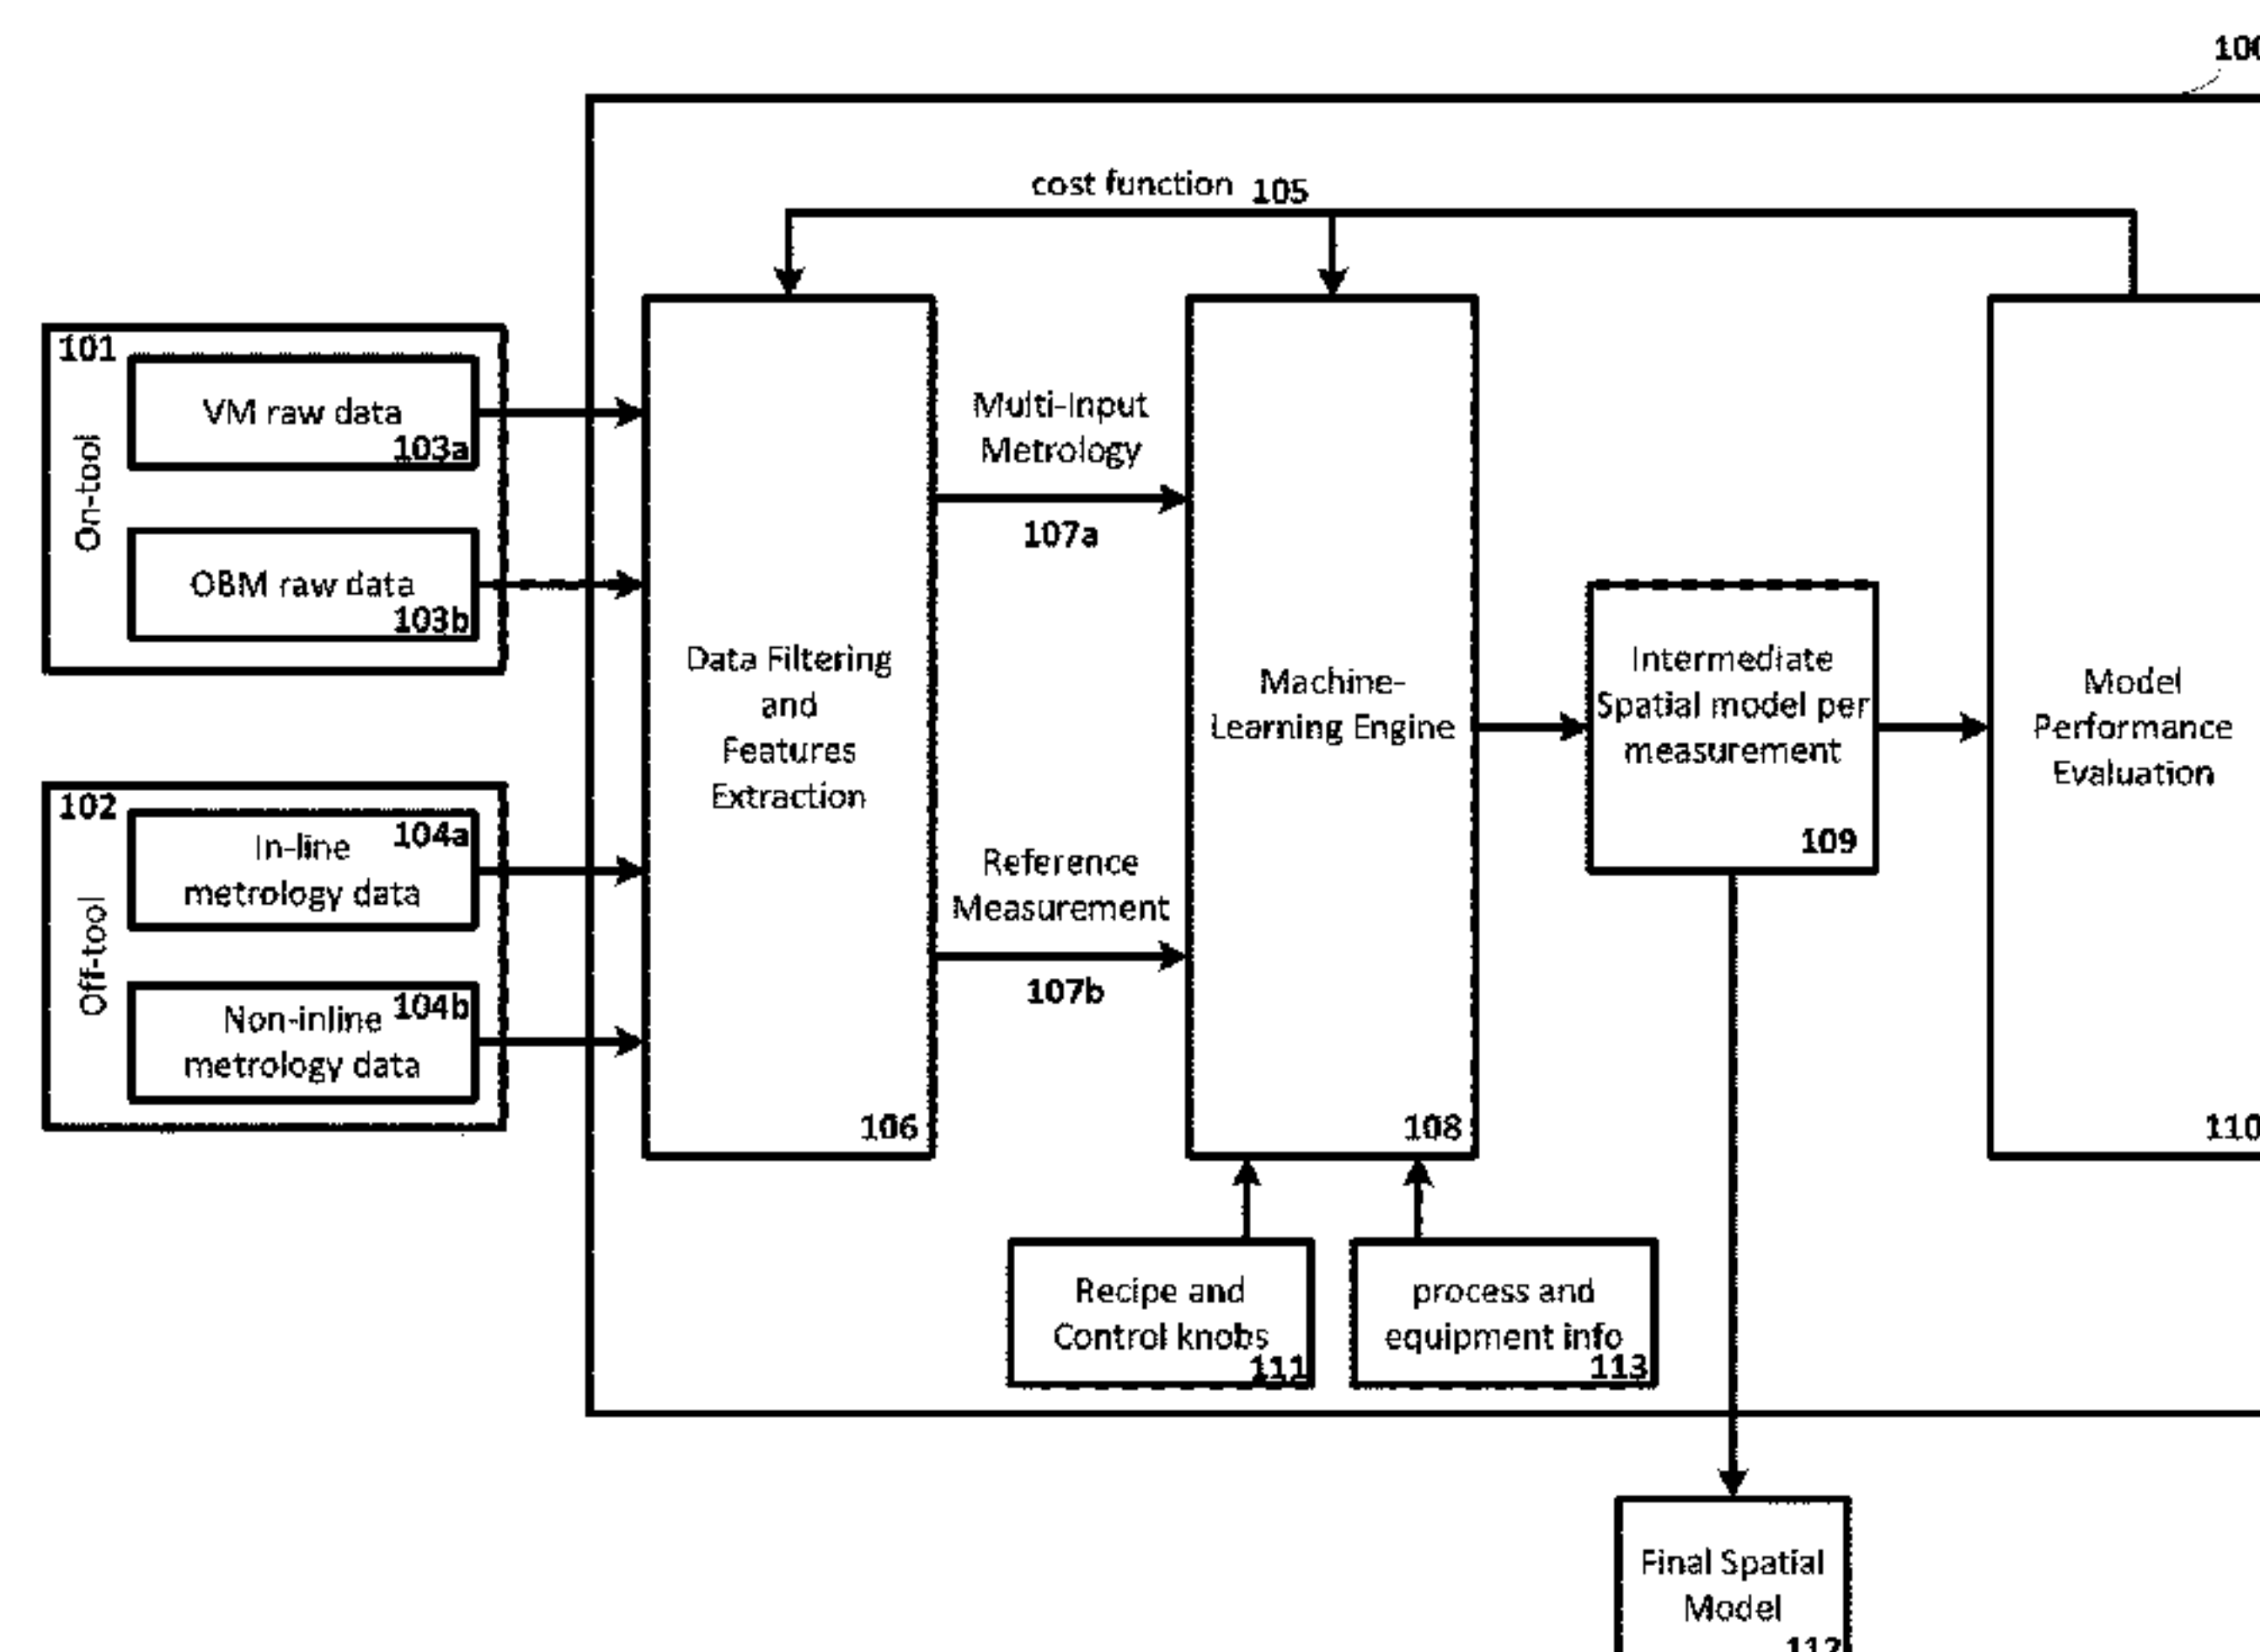 100
cost function 105
101
On-tool
VM raw data
103a
OBM raw data
103b
102
Off-tool
In-line
metrology data
104a
Non-inline
metrology data
104b
Data Filtering
and
Features
Extraction
106
Multi-Input
Metrology
107a
Reference
Measurement
107b
Machine-
Learning Engine
108
Intermediate
Spatial model per
measurement
109
Model
Performance
Evaluation
110
Recipe and
Control knobs
111
process and
equipment info
113
Final Spatial
Model
112